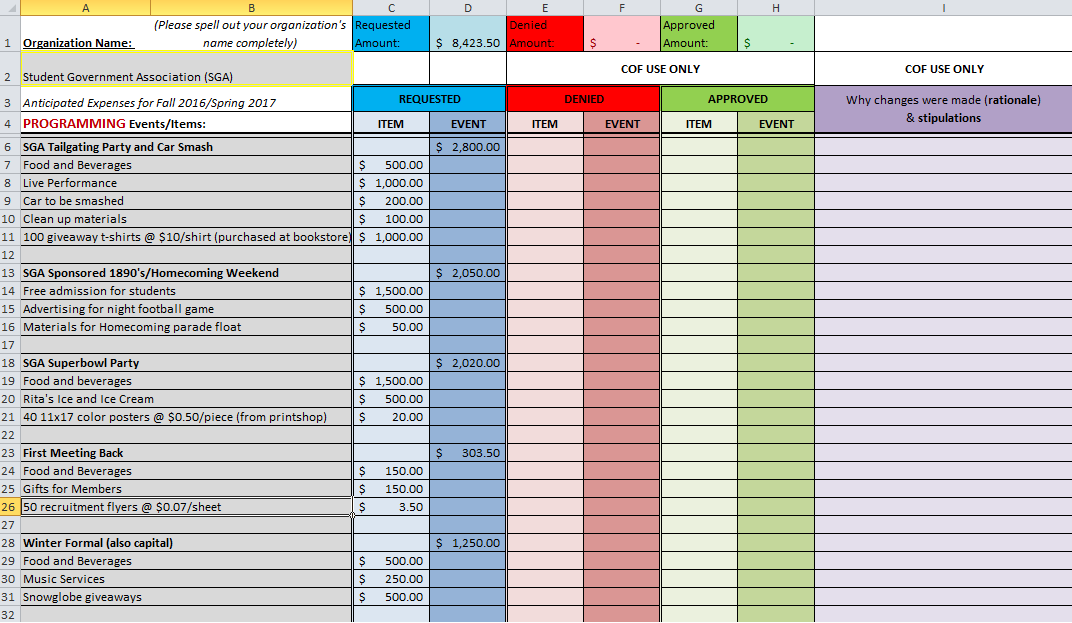 A B C D E F G H I
1 Organization Name: (Please spell out your organization's name completely) Requested Amount: $ 8,423.50 Denied Amount: $ - Approved Amount: $ -
2 Student Government Association (SGA) COF USE ONLY COF USE ONLY
3 Anticipated Expenses for Fall 2016/Spring 2017 REQUESTED DENIED APPROVED Why changes were made (rationale)
& stipulations
4 PROGRAMMING Events/Items: ITEM EVENT ITEM EVENT ITEM EVENT
6 SGA Tailgating Party and Car Smash $ 2,800.00
7 Food and Beverages $ 500.00
8 Live Performance $ 1,000.00
9 Car to be smashed $ 200.00
10 Clean up materials $ 100.00
11 100 giveaway t-shirts @ $10/shirt (purchased at bookstore) $ 1,000.00
12
13 SGA Sponsored 1890's/Homecoming Weekend $ 2,050.00
14 Free admission for students $ 1,500.00
15 Advertising for night football game $ 500.00
16 Materials for Homecoming parade float $ 50.00
17
18 SGA Superbowl Party $ 2,020.00
19 Food and beverages $ 1,500.00
20 Rita's Ice and Ice Cream $ 500.00
21 40 11x17 color posters @ $0.50/piece (from printshop) $ 20.00
22
23 First Meeting Back $ 303.50
24 Food and Beverages $ 150.00
25 Gifts for Members $ 150.00
26 50 recruitment flyers @ $0.07/sheet $ 3.50
27
28 Winter Formal (also capital) $ 1,250.00
29 Food and Beverages $ 500.00
30 Music Services $ 250.00
31 Snowglobe giveaways $ 500.00
32